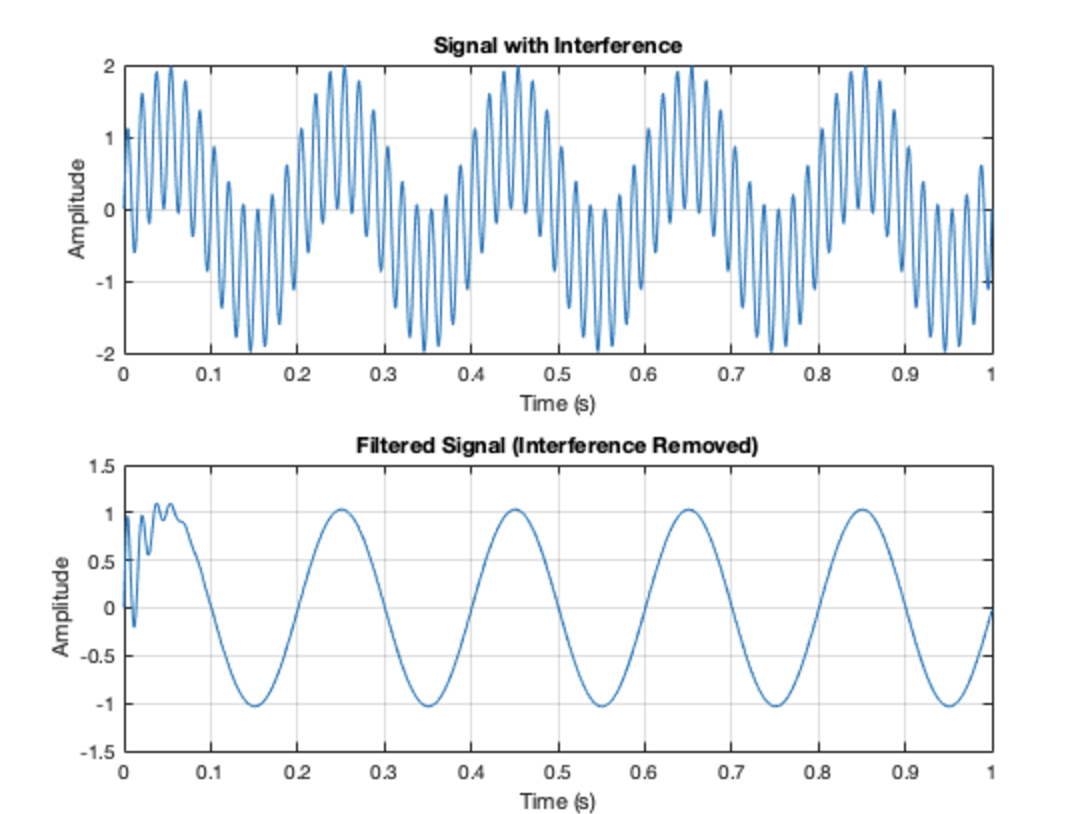 Signal with Interference
2
1
0
-1
-2
Amplitude
0 0.1 0.2 0.3 0.4 0.5 0.6 0.7 0.8 0.9 1
Time (s)
Filtered Signal (Interference Removed)
1.5
1
0.5
0
-0.5
-1
-1.5
Amplitude
0 0.1 0.2 0.3 0.4 0.5 0.6 0.7 0.8 0.9 1
Time (s)